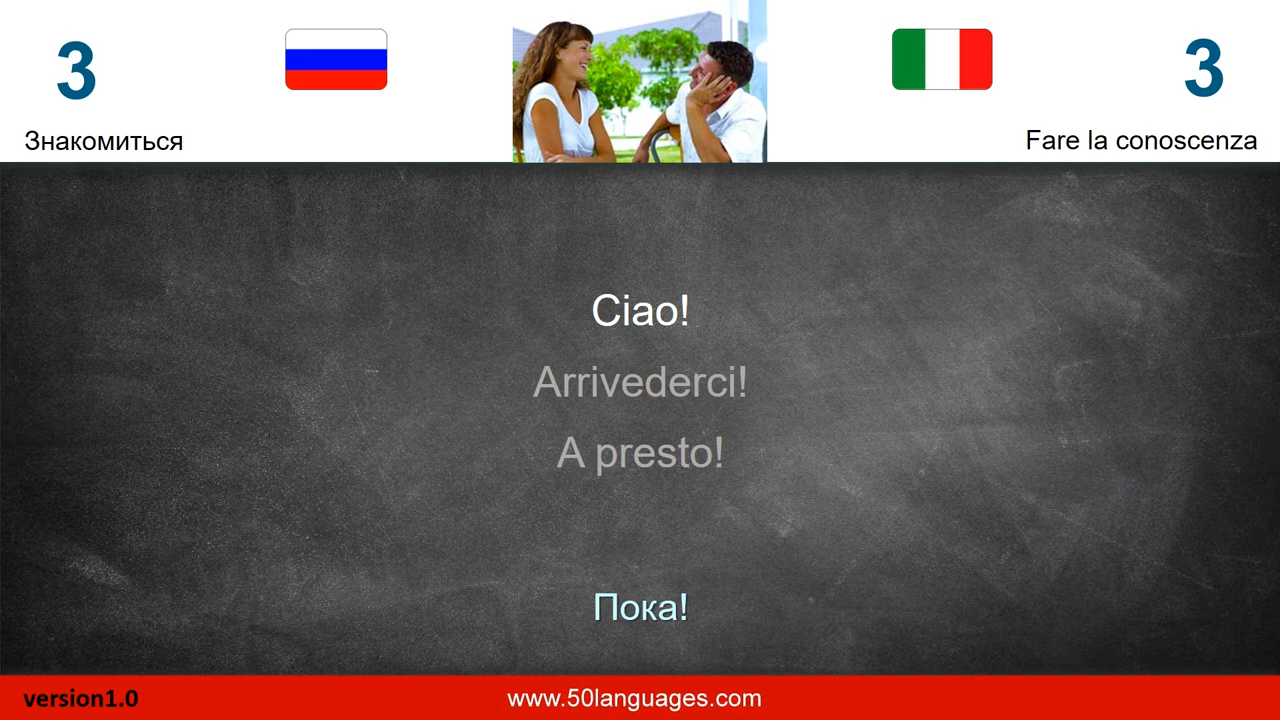 3
3
Знакомиться
Fare la conoscenza
Ciao!
Arrivederci!
A presto!
Пока!
version1.0
www.50languages.com